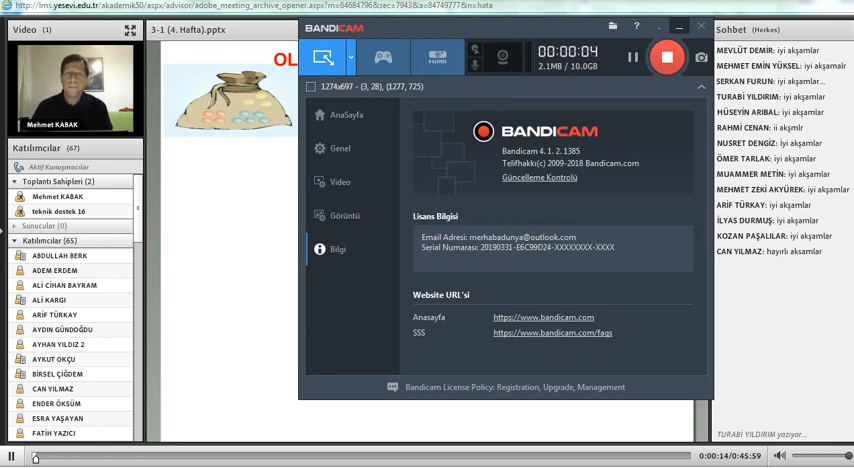 http://lms.yesevi.edu.tr/akademik50/aspx/advisor/adobe_meeting_archive_opener.aspx?m=64684796&sec=7943&ta=84749777&n=hata
Video (1)
Mehmet KABAK
Katılımcılar (67)
Aktif Konuşmacılar
Toplantı Sahipleri (2)
Mehmet KABAK
teknik destek 16
Sunucular (0)
Katılımcılar (65)
ABDULLAH BERK
ADEM ERDEM
ALİ CİHAN BAYRAM
ALİ KARGI
ARİF TÜRKAY
AYDIN GÜNDOĞDU
AYHAN YILDIZ 2
AYKUT OKÇU
BİRSEL ÇİĞDEM
CAN YILMAZ
ENDER ÖKSÜM
ESRA YAŞAYAN
FATİH YAZICI
3-1 (4. Hafta).pptx
OL
BANDICAM
HDMI
00:00:04
2.1MB / 10.0GB
1274x697 - (3, 28), (1277, 725)
AnaSayfa
Genel
Video
Görüntü
Bilgi
BANDICAM
Bandicam 4. 1. 2. 1385
Telifhakkı(c) 2009-2018 Bandicam.com
Güncelleme Kontrolü
Lisans Bilgisi
Email Adresi: merhabadunya@outlook.com
Serial Numarası: 20190331-E6C99D24-XXXXXXXX-XXXX
Website URL'si
Anasayfa https://www.bandicam.com
SSS https://www.bandicam.com/faqs
Bandicam License Policy: Registration, Upgrade, Management
Sohbet (Herkes)
MEVLÜT DEMİR: iyi akşamlar
MEHMET EMİN YÜKSEL: iyi akşamalr
SERKAN FURUN: iyi akşamlar...
TURABİ YILDIRIM: iyi akşamlar
HÜSEYİN ARIBAL: iyi akşamlar
RAHMİ CENAN: ii akşmlr
NUSRET DENGİZ: iyi akşamlar
ÖMER TARLAK: iyi akşamlar
MUAMMER METİN: iyi akşamlar
MEHMET ZEKİ AKYÜREK: iyi akşamlar
ARİF TÜRKAY: iyi akşamlar
İLYAS DURMUŞ: iyi akşamlar
KOZAN PAŞALILAR: iyi akşamlar
CAN YILMAZ: hayırlı aksamlar
TURABİ YILDIRIM yazıyor...
0:00:14/0:45:59